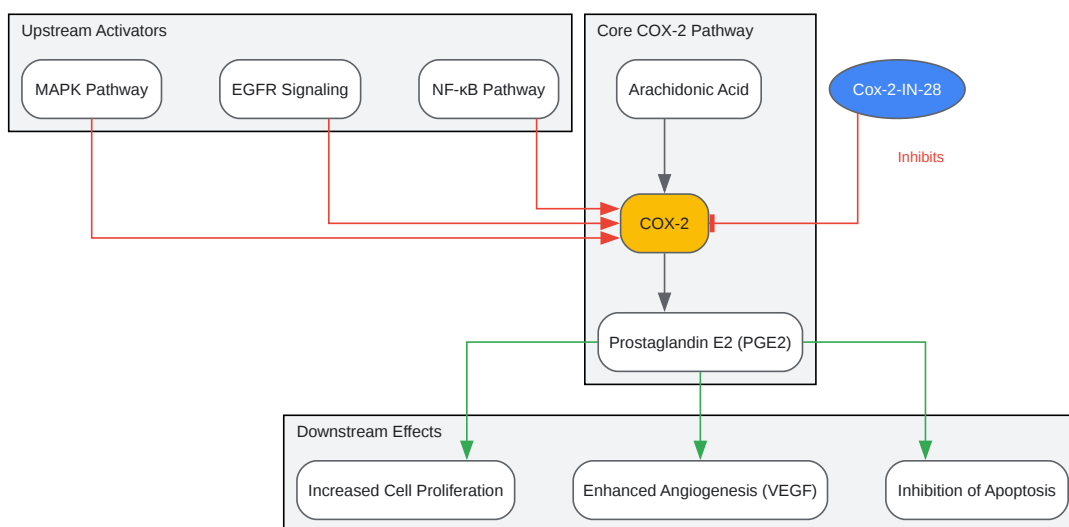 Upstream Activators
MAPK Pathway
EGFR Signaling
NF-κB Pathway
Core COX-2 Pathway
Arachidonic Acid
Cox-2-IN-28
Inhibits
COX-2
Prostaglandin E2 (PGE2)
Downstream Effects
Increased Cell Proliferation
Enhanced Angiogenesis (VEGF)
Inhibition of Apoptosis